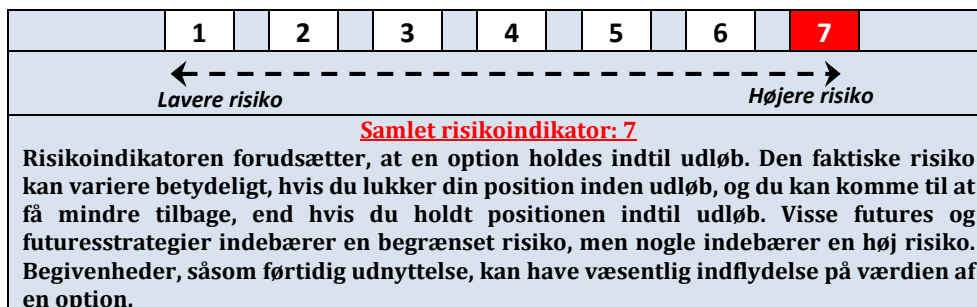 1 2 3 4 5 6 7
Lavere risiko Højere risiko
Samlet risikoindikator: 7
Risikoindikatoren forudsætter, at en option holdes indtil udløb. Den faktiske risiko
kan variere betydeligt, hvis du lukker din position inden udløb, og du kan komme til at
få mindre tilbage, end hvis du holdt positionen indtil udløb. Visse futures og
futuresstrategier indebærer en begrænset risiko, men nogle indebærer en høj risiko.
Begivenheder, såsom førtidig udnyttelse, kan have væsentlig indflydelse på værdien af
en option.